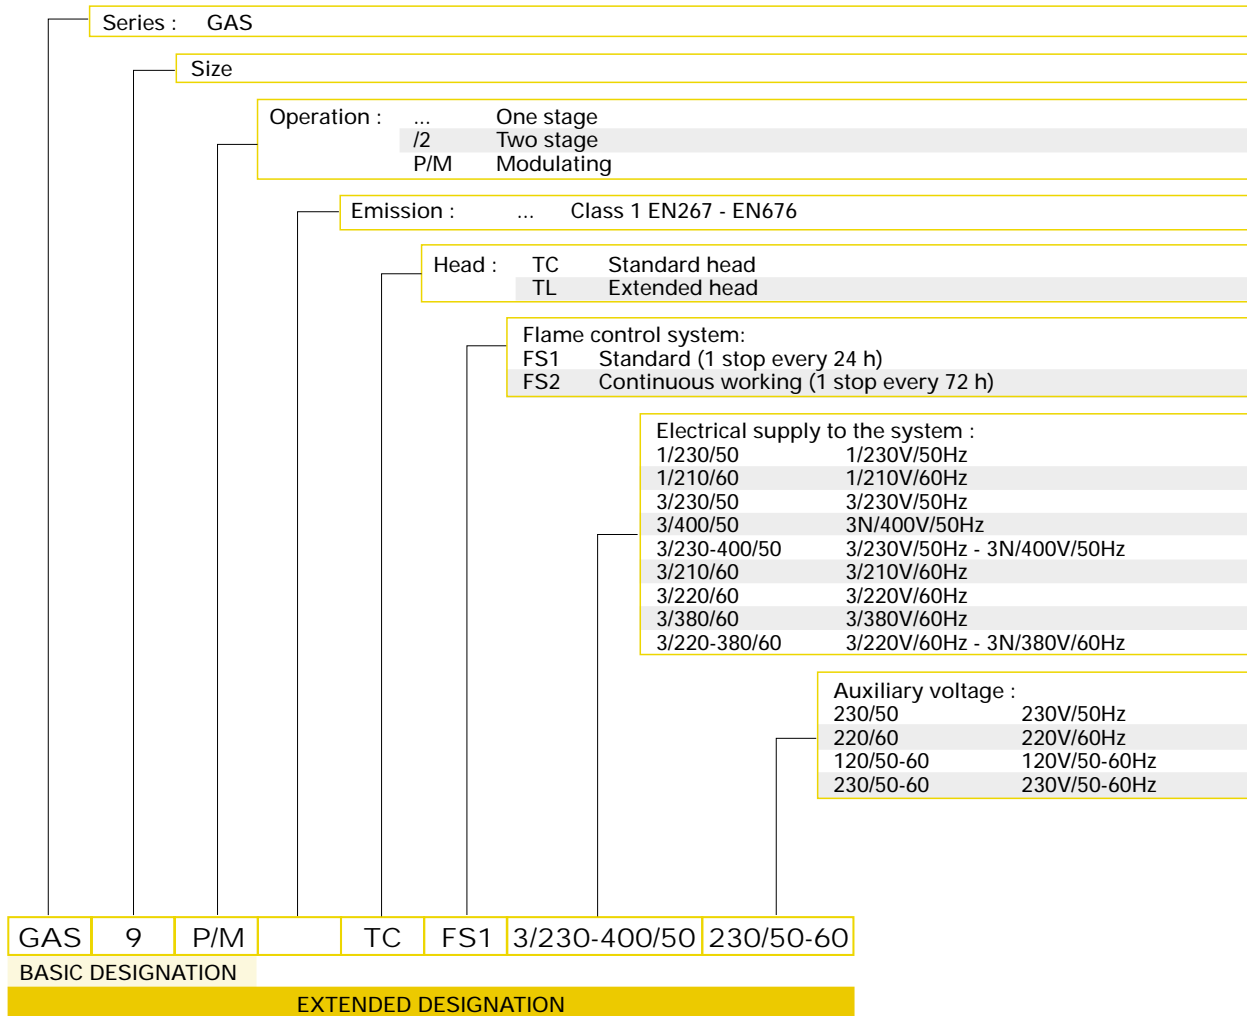 Series : GAS
Size
Operation : ... One stage
/2 Two stage
P/M Modulating
Emission : ... Class 1 EN267 - EN676
Head : TC Standard head
TL Extended head
Flame control system:
FS1 Standard (1 stop every 24 h)
FS2 Continuous working (1 stop every 72 h)
Electrical supply to the system :
1/230/50 1/230V/50Hz
1/210/60 1/210V/60Hz
3/230/50 3/230V/50Hz
3/400/50 3N/400V/50Hz
3/230-400/50 3/230V/50Hz - 3N/400V/50Hz
3/210/60 3/210V/60Hz
3/220/60 3/220V/60Hz
3/380/60 3/380V/60Hz
3/220-380/60 3/220V/60Hz - 3N/380V/60Hz
Auxiliary voltage :
230/50 230V/50Hz
220/60 220V/60Hz
120/50-60 120V/50-60Hz
230/50-60 230V/50-60Hz
GAS 9 P/M TC FS1 3/230-400/50 230/50-60
BASIC DESIGNATION
EXTENDED DESIGNATION